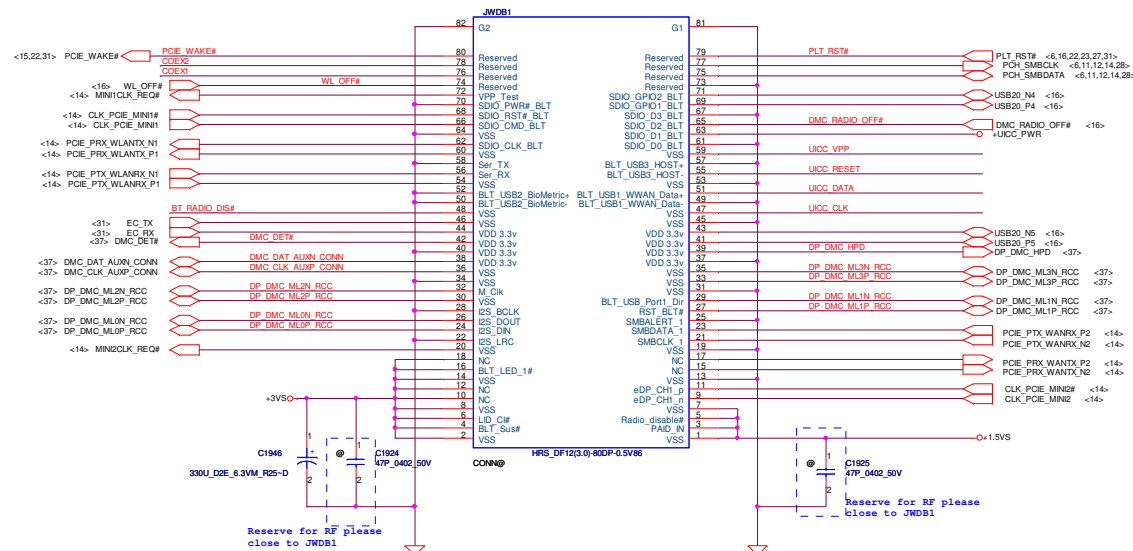 JWDB1
82 G2 G1 81
<15,22,31> PCIE_WAKE# PCIE_WAKE# 80 Reserved Reserved 79 PLT_RST# PLT_RST# <6,16,22,23,27,31>
COEX2 78 Reserved Reserved 77 PCH_SMBCLK <6,11,12,14,28>
COEX1 76 Reserved Reserved 75 PCH_SMBDATA <6,11,12,14,28>
<16> WL_OFF# WL_OFF# 74 Reserved Reserved 73
<14> MINI1CLK_REQ# 72 VPP_Test SDIO_GPIO2_BLT 71 USB20_N4 <16>
70 SDIO_PWR#_BLT SDIO_GPIO1_BLT 69 USB20_P4 <16>
<14> CLK_PCIE_MINI1# 68 SDIO_RST#_BLT SDIO_D3_BLT 67
<14> CLK_PCIE_MINI1 66 SDIO_CMD_BLT SDIO_D2_BLT 65 DMC_RADIO_OFF# DMC_RADIO_OFF# <16>
64 VSS SDIO_D1_BLT 63 +UICC_PWR
<14> PCIE_PRX_WLANTX_N1 62 SDIO_CLK_BLT SDIO_D0_BLT 61
<14> PCIE_PRX_WLANTX_P1 60 VSS VSS 59 UICC_VPP
58 Ser_TX BLT_USB3_HOST+ 57
<14> PCIE_PTX_WLANRX_N1 56 Ser_RX BLT_USB3_HOST- 55 UICC_RESET
<14> PCIE_PTX_WLANRX_P1 54 VSS VSS 53
52 BLT_USB2_BioMetric+ BLT_USB1_WWAN_Data+ 51 UICC_DATA
50 BLT_USB2_BioMetric- BLT_USB1_WWAN_Data- 49
BT_RADIO_DIS# 48 VSS VSS 47 UICC_CLK
<31> EC_TX 46 VSS VSS 45
<31> EC_RX 44 VDD 3.3v VDD 3.3v 43 USB20_N5 <16>
<37> DMC_DET# DMC_DET# 42 VDD 3.3v VDD 3.3v 41 USB20_P5 <16>
40 VDD 3.3v VDD 3.3v 39 DP_DMC_HPD DP_DMC_HPD <37>
<37> DMC_DAT_AUXN_CONN DMC_DAT_AUXN_CONN 38 VDD 3.3v VDD 3.3v 37
<37> DMC_CLK_AUXP_CONN DMC_CLK_AUXP_CONN 36 VSS VSS 35 DP_DMC_ML3N_RCC DP_DMC_ML3N_RCC <37>
34 VSS VSS 33 DP_DMC_ML3P_RCC DP_DMC_ML3P_RCC <37>
<37> DP_DMC_ML2N_RCC DP_DMC_ML2N_RCC 32 M_Clk VSS 31
<37> DP_DMC_ML2P_RCC DP_DMC_ML2P_RCC 30 VSS BLT_USB_Port1_Dir 29 DP_DMC_ML1N_RCC DP_DMC_ML1N_RCC <37>
28 I2S_BCLK RST_BLT# 27 DP_DMC_ML1P_RCC DP_DMC_ML1P_RCC <37>
<37> DP_DMC_ML0N_RCC DP_DMC_ML0N_RCC 26 I2S_DOUT SMBALERT_1 25
<37> DP_DMC_ML0P_RCC DP_DMC_ML0P_RCC 24 I2S_DIN SMBDATA_1 23 PCIE_PTX_WANRX_P2 <14>
22 I2S_LRC SMBCLK_1 21 PCIE_PTX_WANRX_N2 <14>
<14> MINI2CLK_REQ# 20 VSS VSS 19
18 NC NC 17 PCIE_PRX_WANTX_P2 <14>
16 BLT_LED_1# NC 15 PCIE_PRX_WANTX_N2 <14>
14 VSS VSS 13
12 NC eDP_CH1_p 11 CLK_PCIE_MINI2# <14>
+3VS 10 NC eDP_CH1_n 9 CLK_PCIE_MINI2 <14>
8 VSS VSS 7
6 LID_Cl# Radio_disable# 5
4 BLT_Sus# PAID_IN 3
2 VSS VSS 1 +1.5VS
CONN@ HRS_DF12(3.0)-80DP-0.5V86
1
+
C1946
330U_D2E_6.3VM_R25~D
2
1
@ C1924
47P_0402_50V
2
Reserve for RF please
close to JWDB1
1
@ C1925
47P_0402_50V
2
Reserve for RF please
close to JWDB1